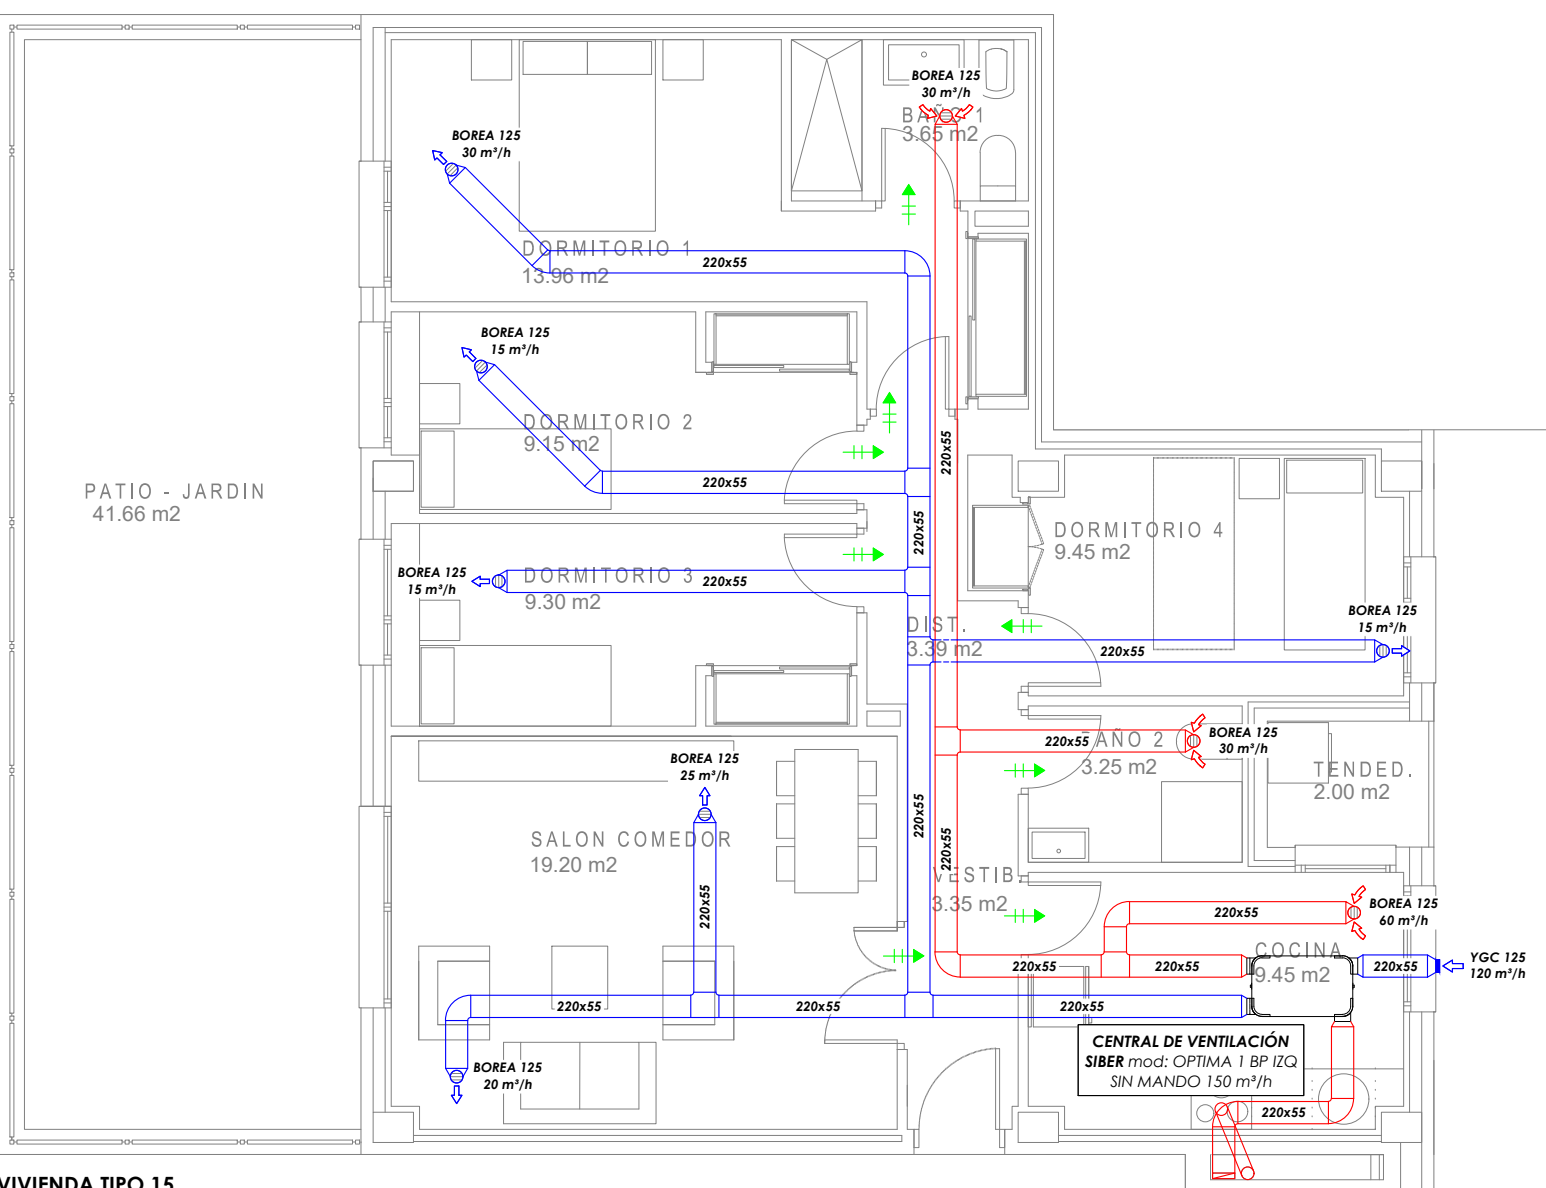 BOREA 125
30 m³/h
BAÑO 1
3.65 m2
BOREA 125
30 m³/h
DORMITORIO 1
13.96 m2
220x55
BOREA 125
15 m³/h
DORMITORIO 2
9.15 m2
220x55
220x55
220x55
PATIO - JARDIN
41.66 m2
DORMITORIO 4
9.45 m2
BOREA 125
15 m³/h
DORMITORIO 3
9.30 m2
220x55
BOREA 125
15 m³/h
DIST.
3.39 m2
220x55
BOREA 125
30 m³/h
220x55
BAÑO 2
3.25 m2
TENDED.
2.00 m2
BOREA 125
25 m³/h
SALON COMEDOR
19.20 m2
220x55
220x55
220x55
VESTIB.
3.35 m2
220x55
BOREA 125
60 m³/h
COCINA
9.45 m2
220x55
220x55
220x55
YGC 125
120 m³/h
220x55
220x55
220x55
CENTRAL DE VENTILACIÓN
SIBER mod: OPTIMA 1 BP IZQ
SIN MANDO 150 m³/h
BOREA 125
20 m³/h
220x55
VIVIENDA TIPO 15